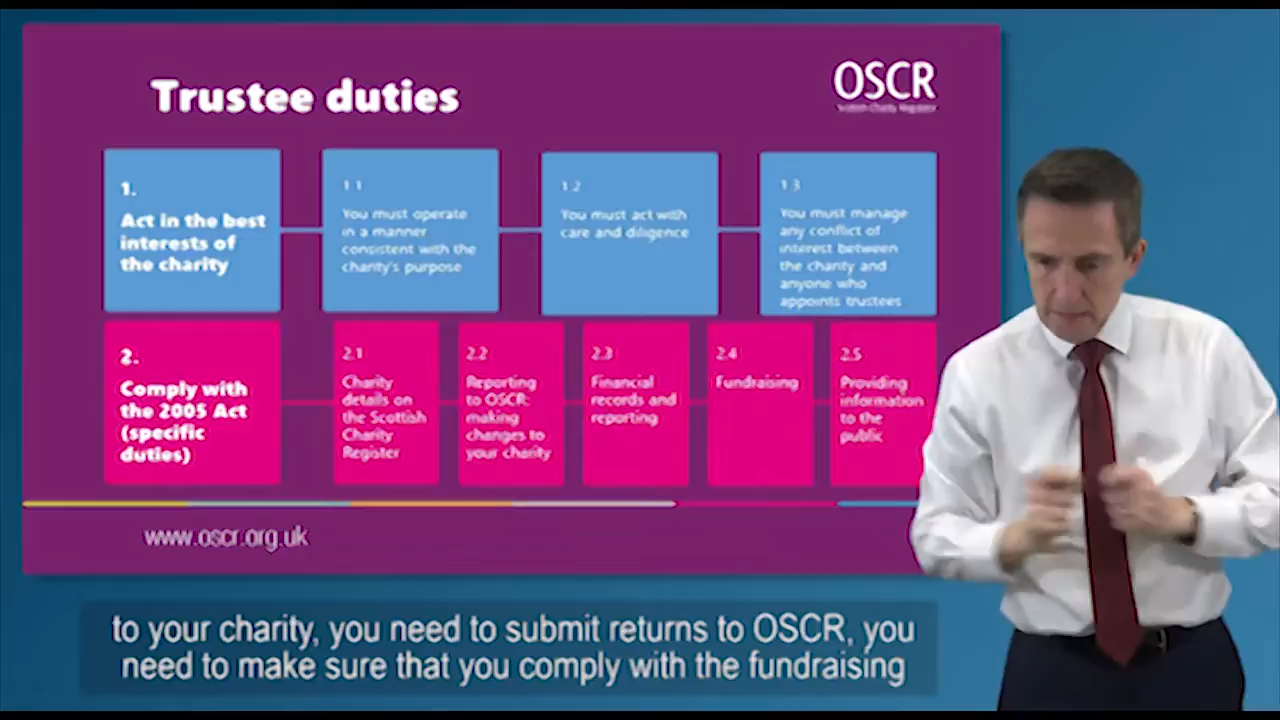 Trustee duties
OSCR
Scottish Charity Regulator
1.
Act in the best
interests of
the charity
1.1
You must operate
in a manner
consistent with the
charity's purpose
1.2
You must act with
care and diligence
1.3
You must manage
any conflict of
interest between
the charity and
anyone who
appoints trustees
2.
Comply with
the 2005 Act
(specific
duties)
2.1
Charity
details on
the Scottish
Charity
Register
2.2
Reporting
to OSCR:
making
changes to
your charity
2.3
Financial
records and
reporting
2.4
Fundraising
2.5
Providing
information
to the
public
www.oscr.org.uk
to your charity, you need to submit returns to OSCR, you
need to make sure that you comply with the fundraising